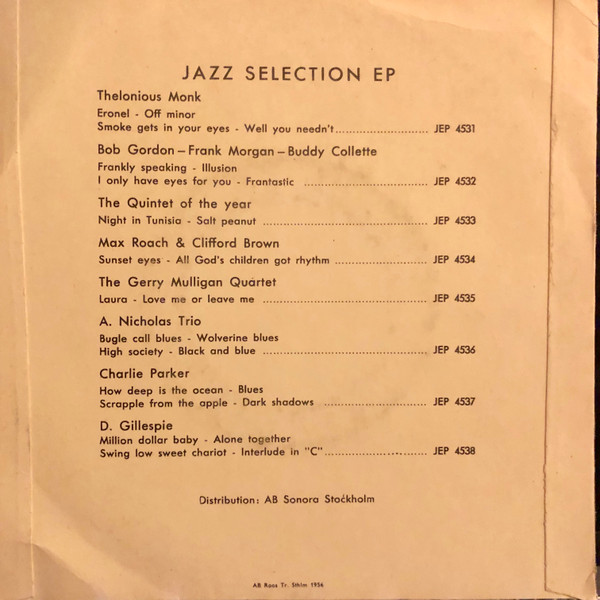 JAZZ SELECTION EP
Thelonious Monk
Eronel - Off minor
Smoke gets in your eyes - Well you needn't ........................ JEP 4531
Bob Gordon – Frank Morgan – Buddy Collette
Frankly speaking - Illusion
I only have eyes for you - Frantastic ................................ JEP 4532
The Quintet of the year
Night in Tunisia - Salt peanut .......................................... JEP 4533
Max Roach & Clifford Brown
Sunset eyes - All God's children got rhythm ........................ JEP 4534
The Gerry Mulligan Quartet
Laura - Love me or leave me ............................................ JEP 4535
A. Nicholas Trio
Bugle call blues - Wolverine blues
High society - Black and blue .......................................... JEP 4536
Charlie Parker
How deep is the ocean - Blues
Scrapple from the apple - Dark shadows ............................ JEP 4537
D. Gillespie
Million dollar baby - Alone together
Swing low sweet chariot - Interlude in "C" ............................ JEP 4538
Distribution: AB Sonora Stockholm
AB Roos Tr. Sthlm 1956